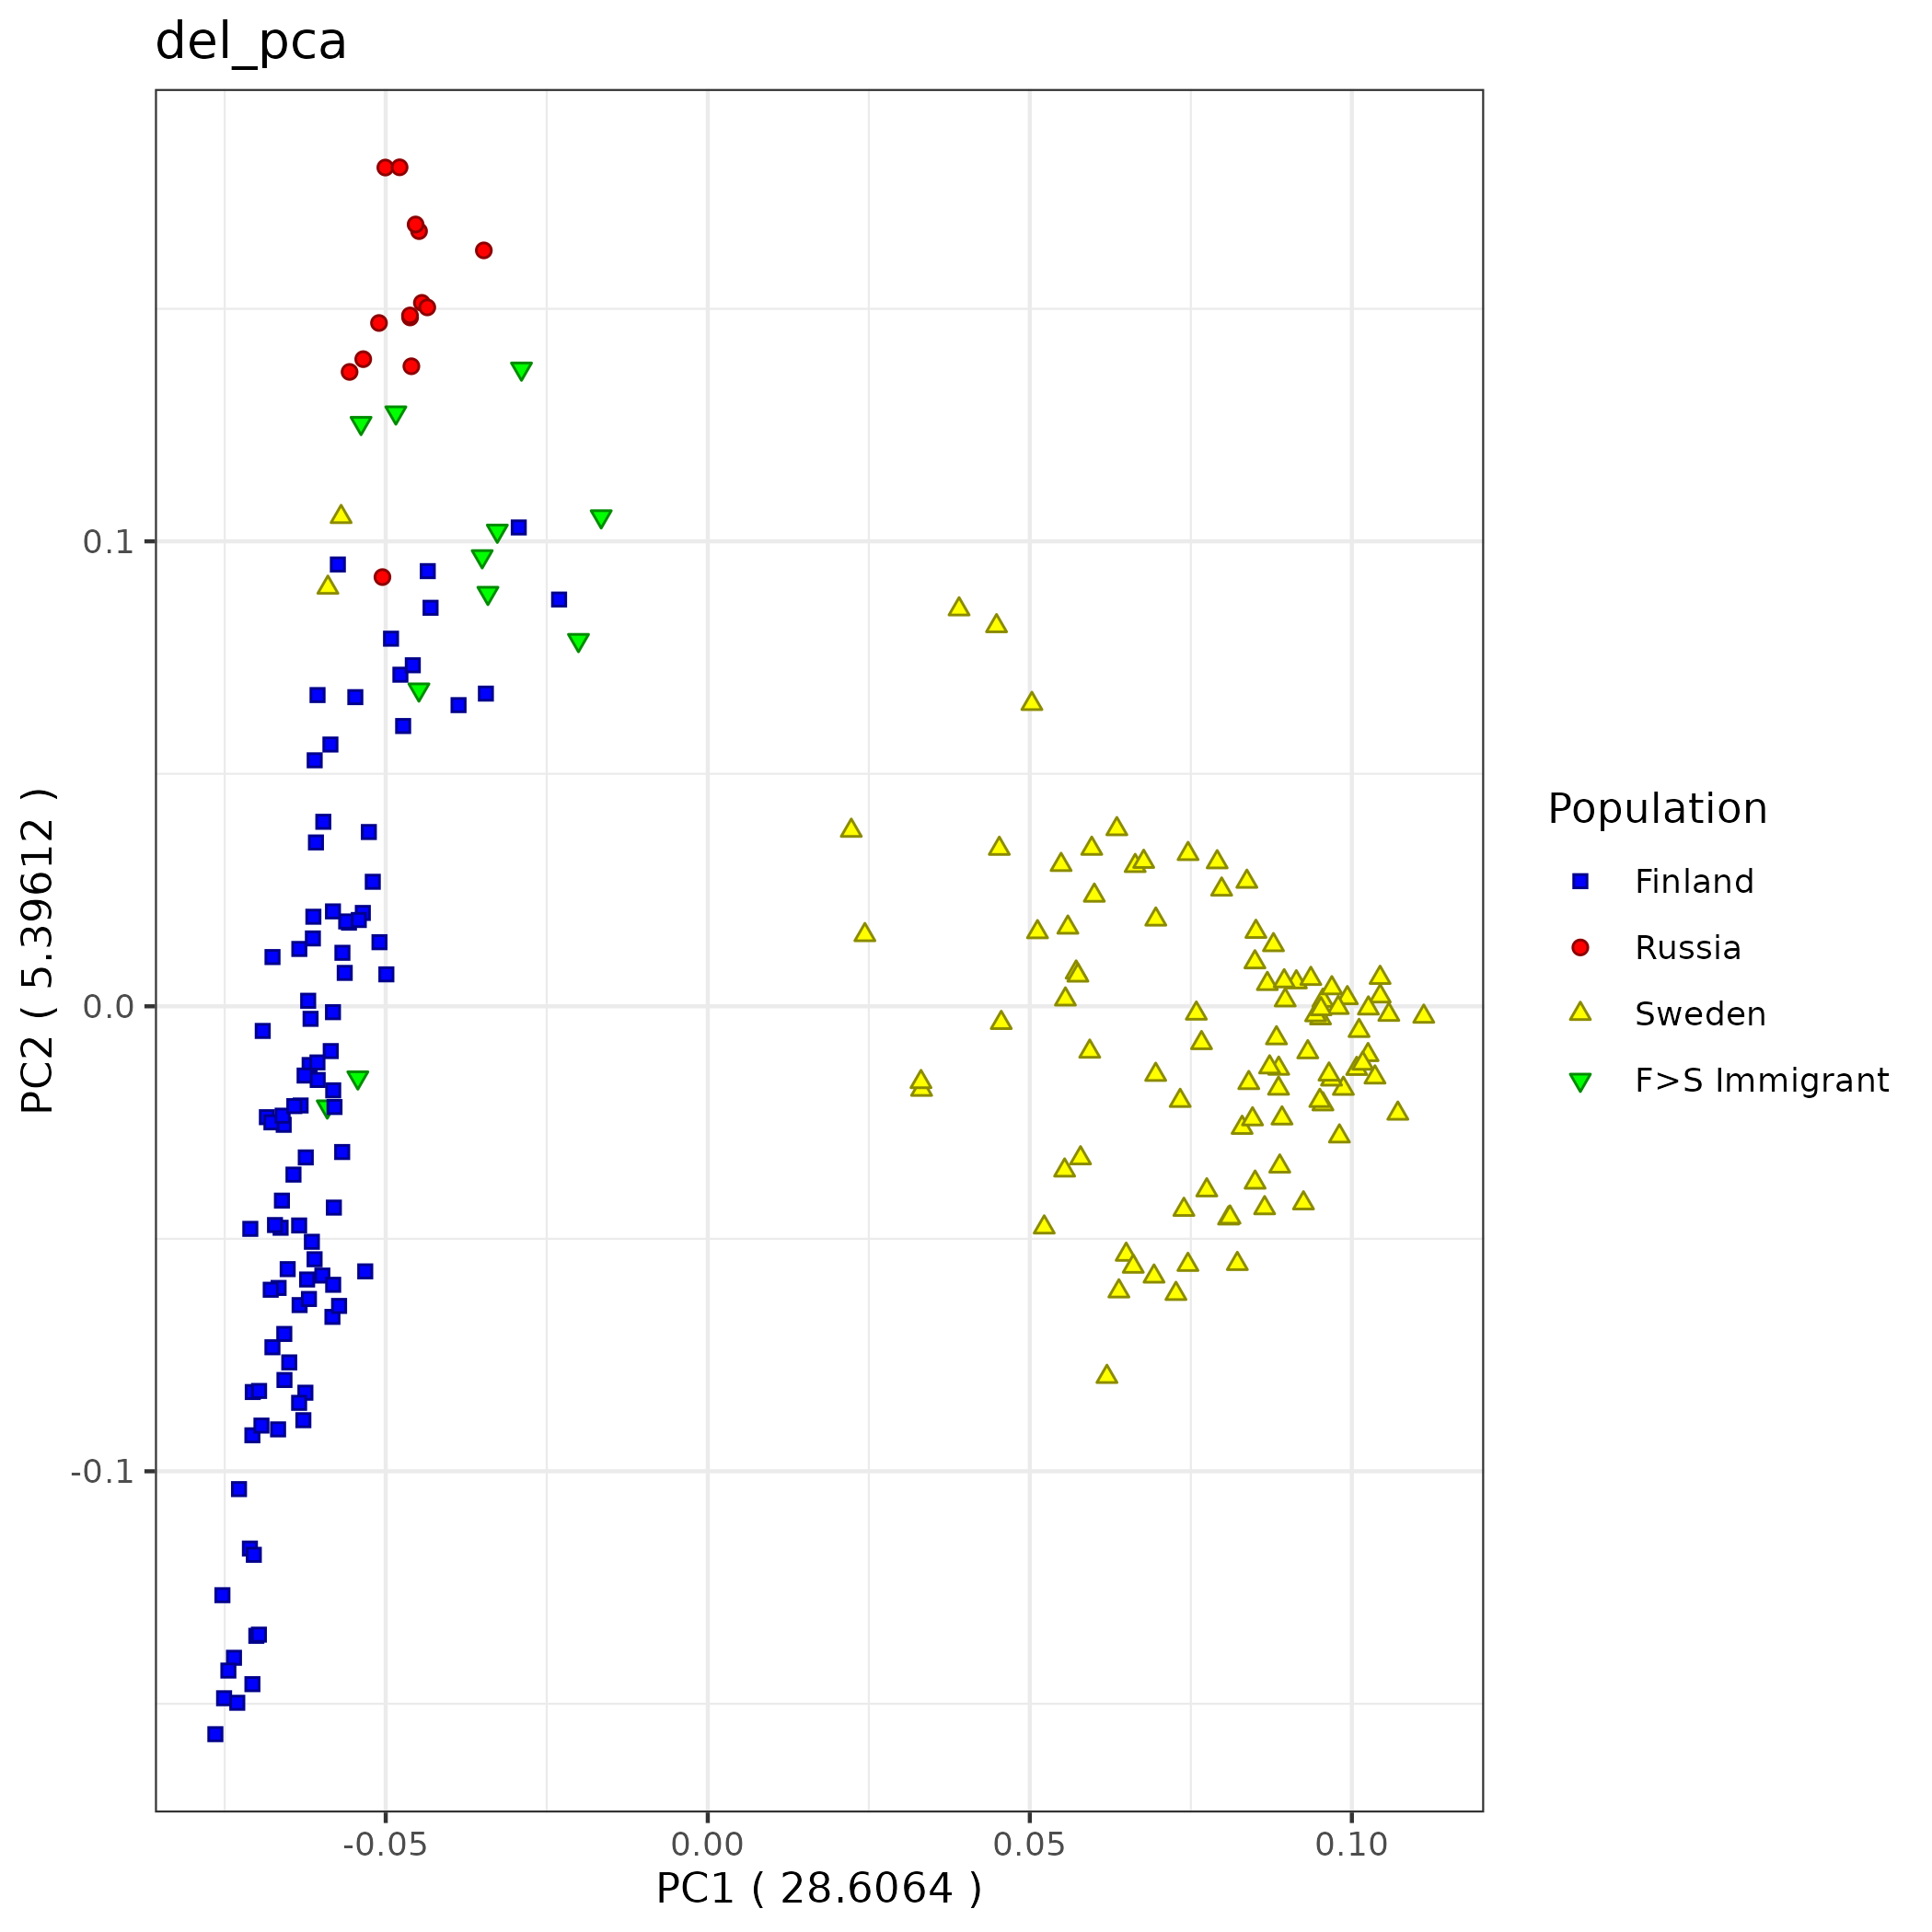 del_pca
PC2 ( 5.39612 )
0.1
0.0
-0.1
-0.05
0.00
0.05
0.10
PC1 ( 28.6064 )
Population
Finland
Russia
Sweden
F>S Immigrant